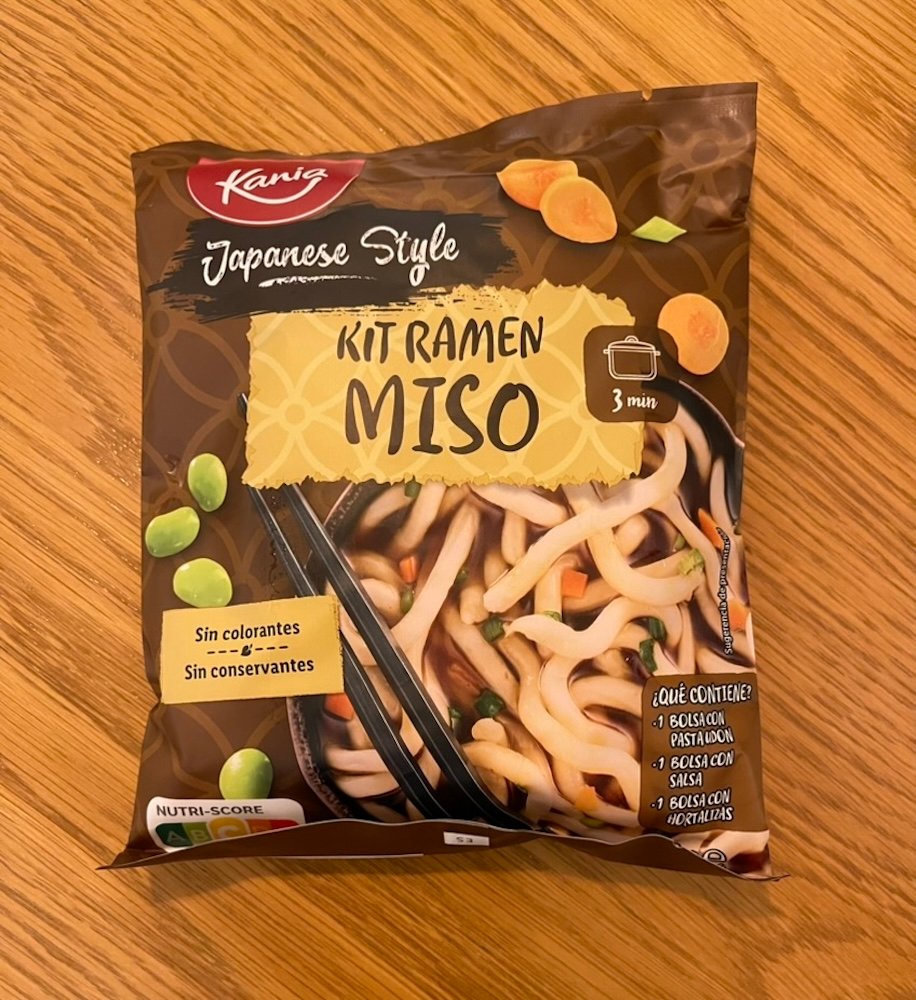 Kania
Japanese Style
KIT RAMEN
MISO
3 min
Sugerencia de presentación
Sin colorantes
Sin conservantes
¿QUÉ CONTIENE?
-1 BOLSA CON
PASTA UDON
-1 BOLSA CON
SALSA
-1 BOLSA CON
HORTALIZAS
NUTRI-SCORE
A B C
53